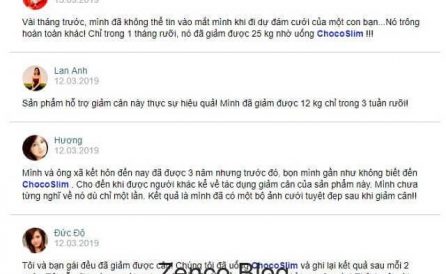 Vài tháng trước, mình đã không thể tin vào mắt mình khi đi dự đám cưới của một con bạn...Nó trông
hoàn toàn khác! Chỉ trong 1 tháng rưỡi, nó đã giảm được 25 kg nhờ uống ChocoSlim !!!
Lan Anh
12.03.2019
Sản phẩm hỗ trợ giảm cân này thực sự hiệu quả! Mình đã giảm được 12 kg chỉ trong 3 tuần rưỡi!
Hương
12.03.2019
Mình và ông xã kết hôn đến nay đã được 3 năm nhưng trước đó, bọn mình gần như không biết đến
ChocoSlim . Cho đến khi được người khác kể về tác dụng giảm cân của sản phẩm này. Mình chưa
từng nghĩ về nó dù chỉ một lần. Kết quả là mình đã có một bộ ảnh cưới tuyệt đẹp sau khi giảm cân!!
Đức Độ
12.03.2019
Tôi và bạn gái đều đã giảm được cân! Chúng tôi đã uống ChocoSlim và ghi lại kết quả sau mỗi 2
Zenco Blog